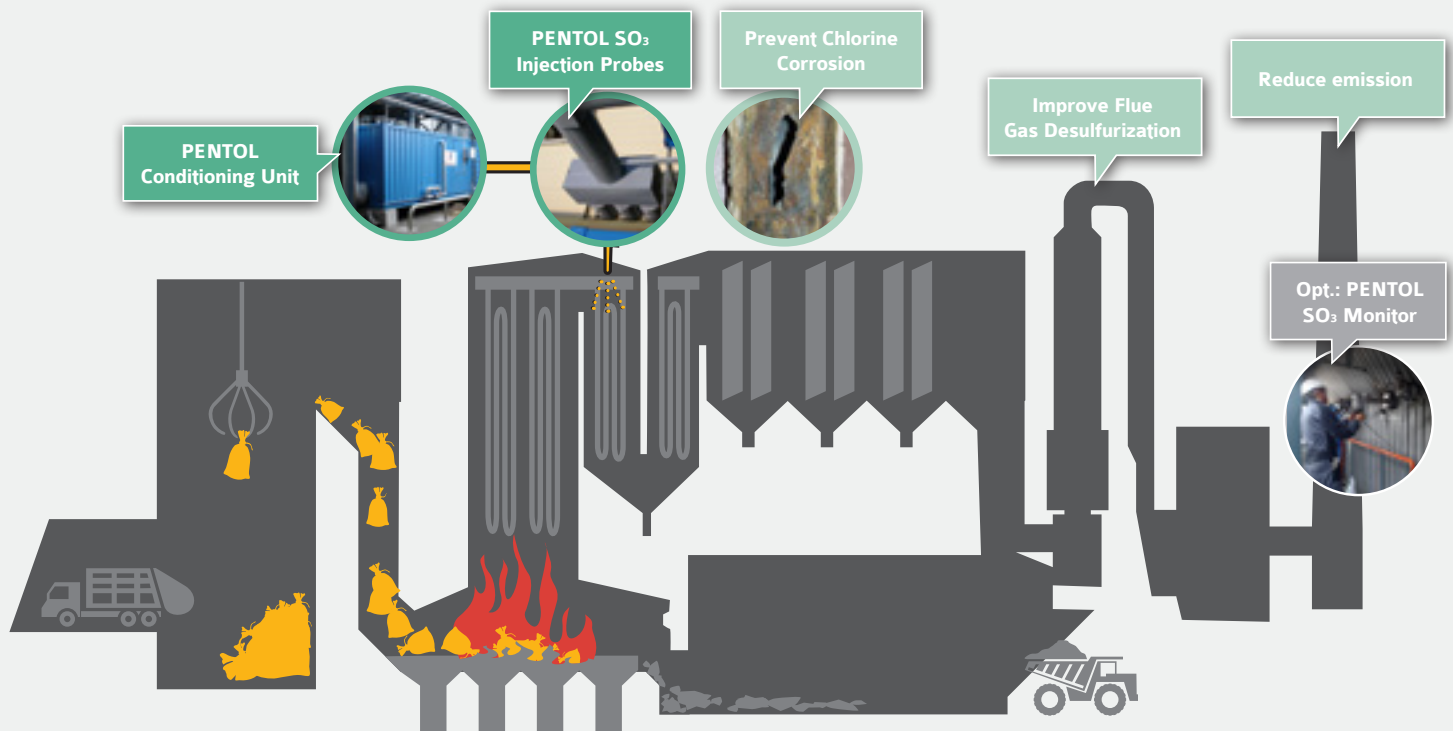 PENTOL
Conditioning Unit
PENTOL SO₃
Injection Probes
Prevent Chlorine
Corrosion
Improve Flue
Gas Desulfurization
Reduce emission
Opt.: PENTOL
SO₃ Monitor